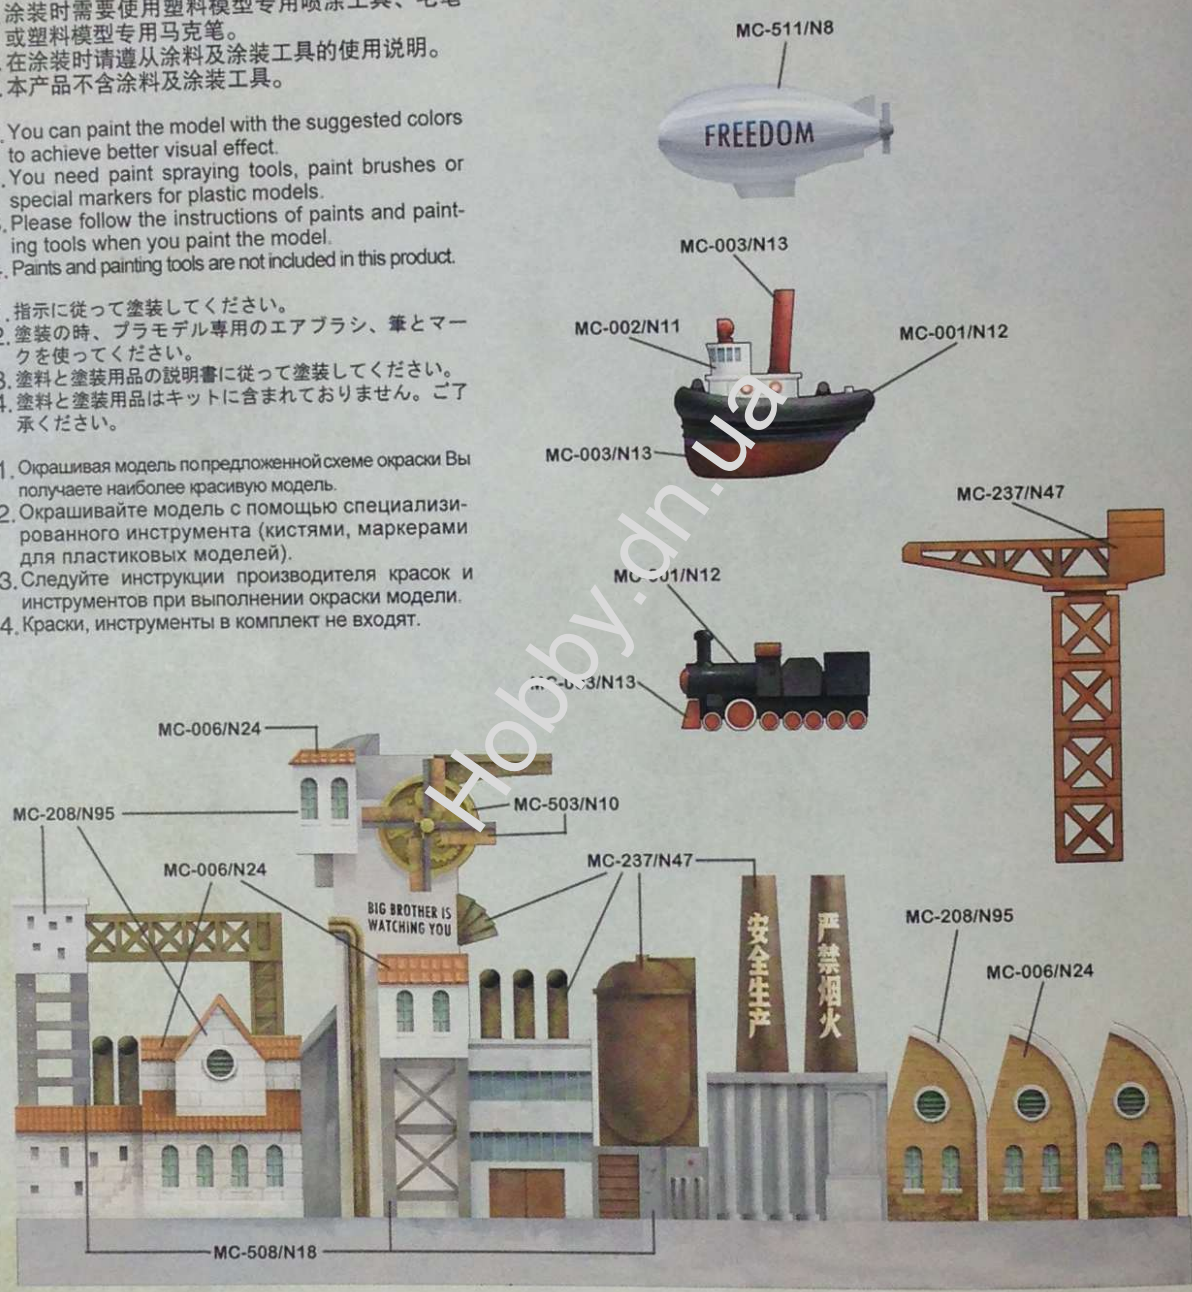 涂装时需要使用塑料模型专用喷涂工具、毛笔
或塑料模型专用马克笔。
.在涂装时请遵从涂料及涂装工具的使用说明。
.本产品不含涂料及涂装工具。
.You can paint the model with the suggested colors
to achieve better visual effect.
.You need paint spraying tools, paint brushes or
special markers for plastic models.
.Please follow the instructions of paints and paint-
ing tools when you paint the model.
.Paints and painting tools are not included in this product.
.指示に従って塗装してください。
2.塗装の時、プラモデル専用のエアブラシ、筆とマー
クを使ってください。
3.塗料と塗装用品の説明書に従って塗装してください。
4.塗料と塗装用品はキットに含まれておりません。ご了
承ください。
1. Окрашивая модель по предложенной схеме окраски Вы
получаете наиболее красивую модель.
2. Окрашивайте модель с помощью специализи-
рованного инструмента (кистями, маркерами
для пластиковых моделей).
3. Следуйте инструкции производителя красок и
инструментов при выполнении окраски модели.
4. Краски, инструменты в комплект не входят.
MC-511/N8
FREEDOM
MC-003/N13
MC-002/N11
MC-001/N12
MC-003/N13
MC-237/N47
MC-001/N12
MC-003/N13
Hobby.dn.ua
MC-006/N24
MC-208/N95
MC-503/N10
MC-006/N24
MC-237/N47
BIG BROTHER IS
WATCHING YOU
安全生产
严禁烟火
MC-208/N95
MC-006/N24
MC-508/N18